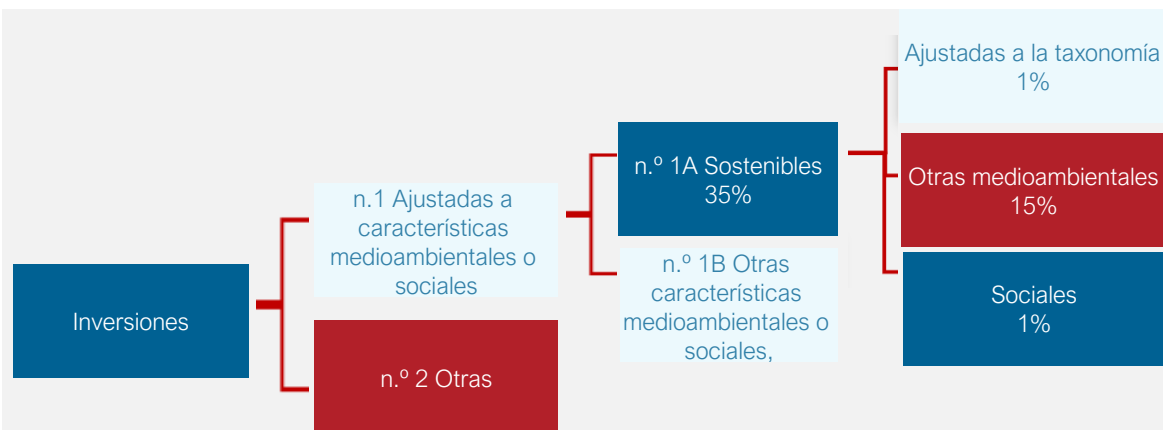 Inversiones
n.1 Ajustadas a
características
medioambientales o
sociales
n.º 2 Otras
n.º 1A Sostenibles
35%
n.º 1B Otras
características
medioambientales o
sociales,
Ajustadas a la taxonomía
1%
Otras medioambientales
15%
Sociales
1%